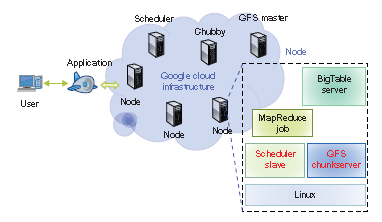 Scheduler
GFS master
Chubby
Node
Application
Google cloud
infrastructure
User
Node
Node
Node
BigTable
server
MapReduce
job
Scheduler
slave
GFS
chunkserver
Linux